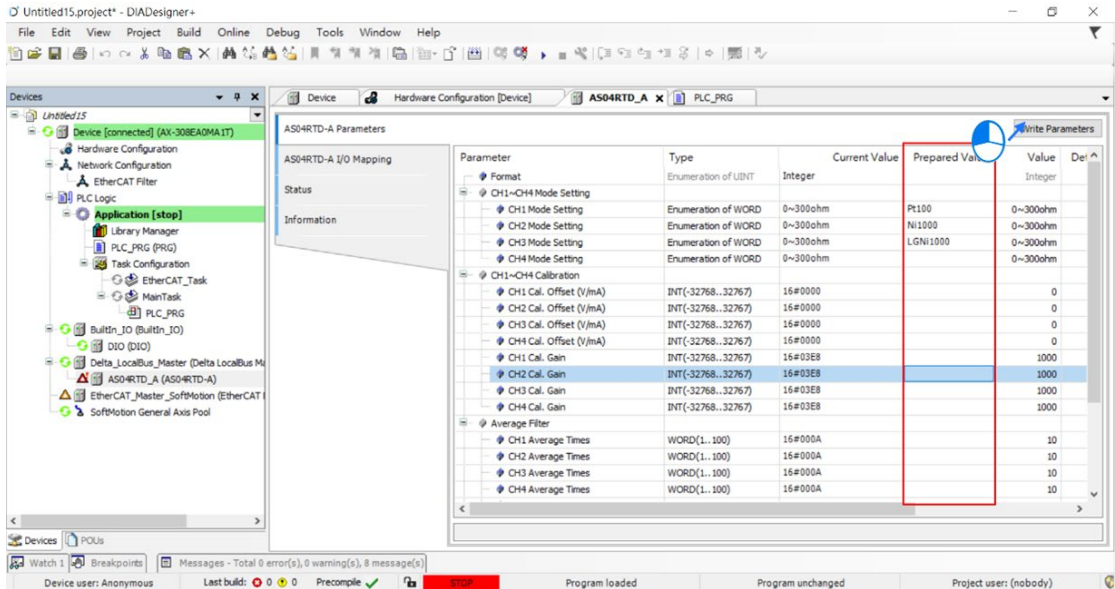 Untitled15.project* - DIADesigner+
File Edit View Project Build Online Debug Tools Window Help
Devices
Untitled15
Device [connected] (AX-308EA0MA1T)
Hardware Configuration
Network Configuration
EtherCAT Filter
PLC Logic
Application [stop]
Library Manager
PLC_PRG (PRG)
Task Configuration
EtherCAT_Task
MainTask
PLC_PRG
BuiltIn_IO (BuiltIn_IO)
DIO (DIO)
Delta_LocalBus_Master (Delta LocalBus Ma
AS04RTD_A (AS04RTD-A)
EtherCAT_Master_SoftMotion (EtherCAT
SoftMotion General Axis Pool
Devices POUs
Device Hardware Configuration [Device] AS04RTD_A PLC_PRG
AS04RTD-A Parameters
AS04RTD-A I/O Mapping
Status
Information
Write Parameters
Parameter Type Current Value Prepared Value Value
Format Enumeration of UINT Integer Integer
CH1~CH4 Mode Setting
CH1 Mode Setting Enumeration of WORD 0~300ohm Pt100 0~300ohm
CH2 Mode Setting Enumeration of WORD 0~300ohm Ni1000 0~300ohm
CH3 Mode Setting Enumeration of WORD 0~300ohm LGNi1000 0~300ohm
CH4 Mode Setting Enumeration of WORD 0~300ohm 0~300ohm
CH1~CH4 Calibration
CH1 Cal. Offset (V/mA) INT(-32768..32767) 16#0000 0
CH2 Cal. Offset (V/mA) INT(-32768..32767) 16#0000 0
CH3 Cal. Offset (V/mA) INT(-32768..32767) 16#0000 0
CH4 Cal. Offset (V/mA) INT(-32768..32767) 16#0000 0
CH1 Cal. Gain INT(-32768..32767) 16#03E8 1000
CH2 Cal. Gain INT(-32768..32767) 16#03E8 1000
CH3 Cal. Gain INT(-32768..32767) 16#03E8 1000
CH4 Cal. Gain INT(-32768..32767) 16#03E8 1000
Average Filter
CH1 Average Times WORD(1..100) 16#000A 10
CH2 Average Times WORD(1..100) 16#000A 10
CH3 Average Times WORD(1..100) 16#000A 10
CH4 Average Times WORD(1..100) 16#000A 10
Watch 1 Breakpoints Messages - Total 0 error(s), 0 warning(s), 8 message(s)
Device user: Anonymous Last build: 0 0 Precompile STOP Program loaded Program unchanged Project user: (nobody)